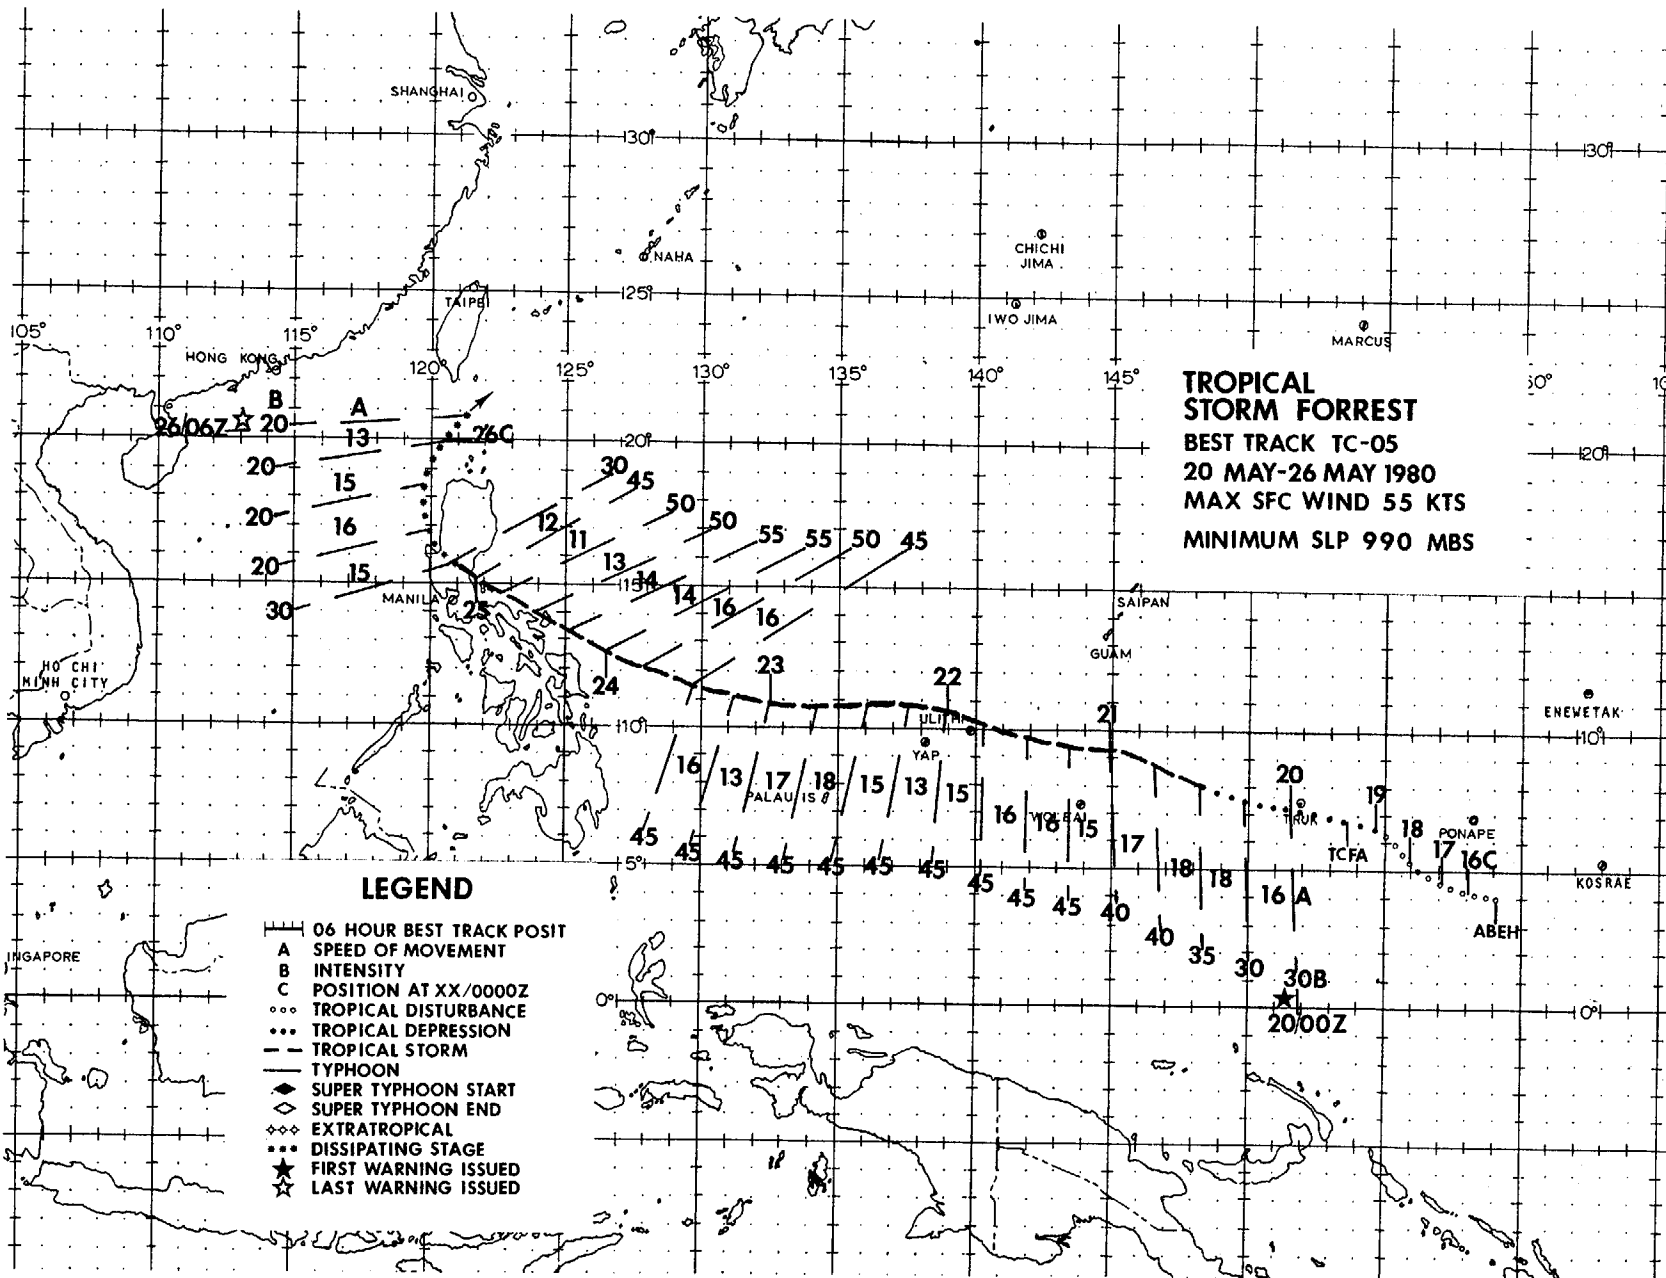 SHANGHAI
30°
30°
NAHA
CHICHI
JIMA
TAIPEI
25°
IWO JIMA
MARCUS
105°
110°
115°
120°
125°
130°
135°
140°
145°
HONG KONG
TROPICAL
STORM FORREST
BEST TRACK TC-05
20 MAY-26 MAY 1980
MAX SFC WIND 55 KTS
MINIMUM SLP 990 MBS
B
A
26/06Z
20
13
26C
20°
20°
20
15
30
45
50
50
55
55
50
45
20
16
12
11
13
14
14
16
16
20
15
15°
30
MANILA
25
SAIPAN
GUAM
HO CHI
MINH CITY
24
23
22
21
20
19
18
17
16C
ULITHI
YAP
10°
10°
ENEWETAK
PALAU IS
WOLEAI
TRUK
TCFA
PONAPE
KOSRAE
ABEH
16
13
17
18
15
13
15
16
16
15
17
18
18
16 A
45
45
45
45
45
45
45
45
45
45
40
40
35
30
30B
20/00Z
5°
0°
0°
INGAPORE
LEGEND
06 HOUR BEST TRACK POSIT
A SPEED OF MOVEMENT
B INTENSITY
C POSITION AT XX/0000Z
TROPICAL DISTURBANCE
TROPICAL DEPRESSION
TROPICAL STORM
TYPHOON
SUPER TYPHOON START
SUPER TYPHOON END
EXTRATROPICAL
DISSIPATING STAGE
FIRST WARNING ISSUED
LAST WARNING ISSUED